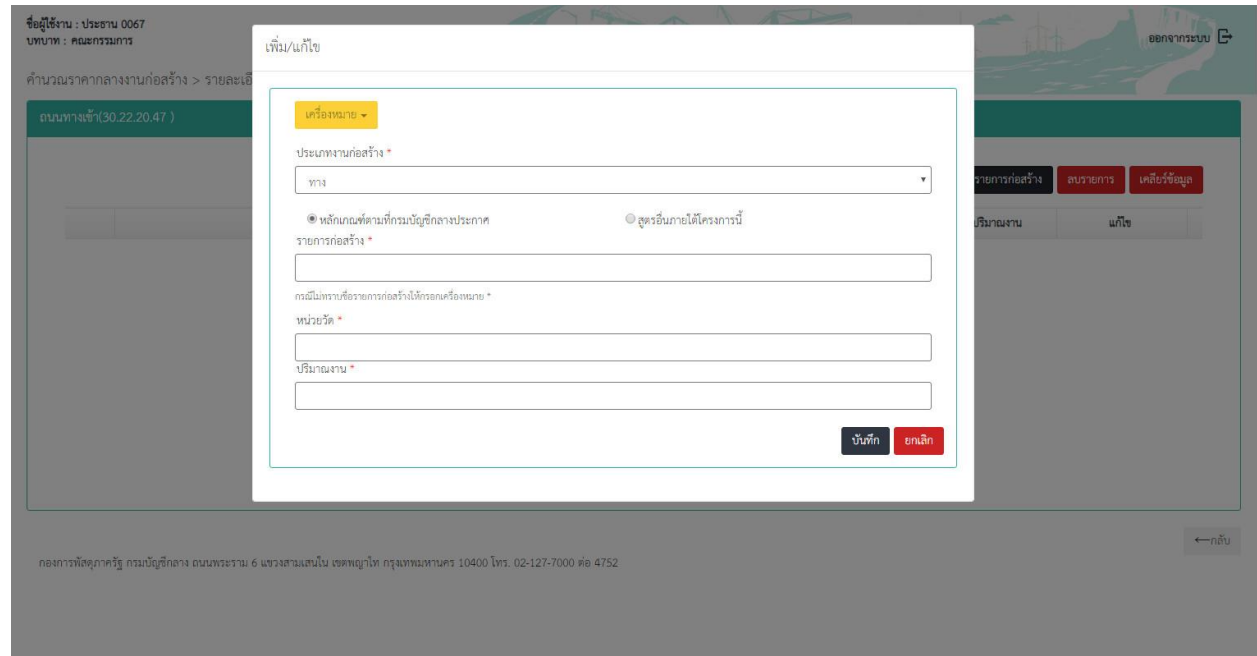 ชื่อผู้ใช้งาน : ประธาน 0067
บทบาท : คณะกรรมการ
ออกจากระบบ
คำนวณราคากลางงานก่อสร้าง > รายละเอี
ถนนทางเข้า(30.22.20.47 )
เพิ่ม/แก้ไข
เครื่องหมาย
ประเภทงานก่อสร้าง *
ทาง
หลักเกณฑ์ตามที่กรมบัญชีกลางประกาศ สูตรอื่นภายใต้โครงการนี้
รายการก่อสร้าง *
กรณีไม่ทราบชื่อรายการก่อสร้างให้กรอกเครื่องหมาย *
หน่วยวัด *
ปริมาณงาน *
บันทึก ยกเลิก
รายการก่อสร้าง ลบรายการ เคลียร์ข้อมูล
ปริมาณงาน แก้ไข
←กลับ
กองการพัสดุภาครัฐ กรมบัญชีกลาง ถนนพระราม 6 แขวงสามเสนใน เขตพญาไท กรุงเทพมหานคร 10400 โทร. 02-127-7000 ต่อ 4752